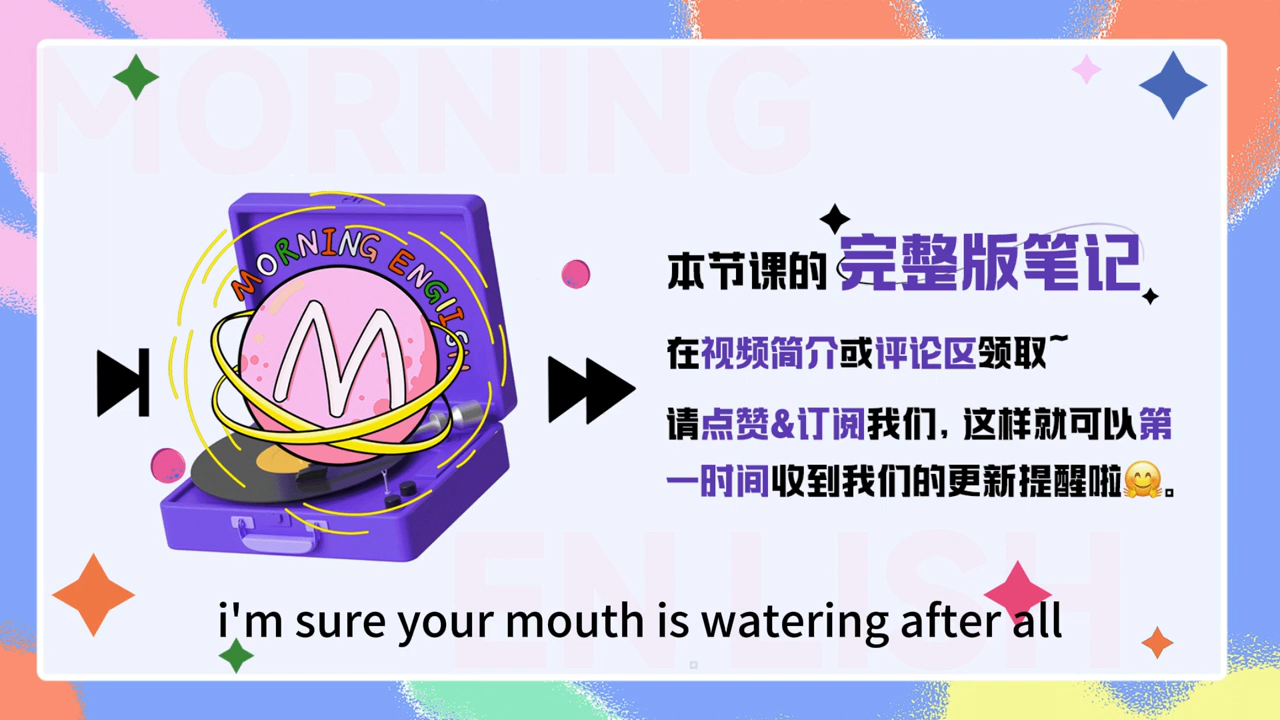 MORNING
MORNING ENGLISH
M
本节课的 完整版笔记
在视频简介或评论区领取~
请点赞&订阅我们,这样就可以第
一时间收到我们的更新提醒啦🤗。
EN LISH
i'm sure your mouth is watering after all